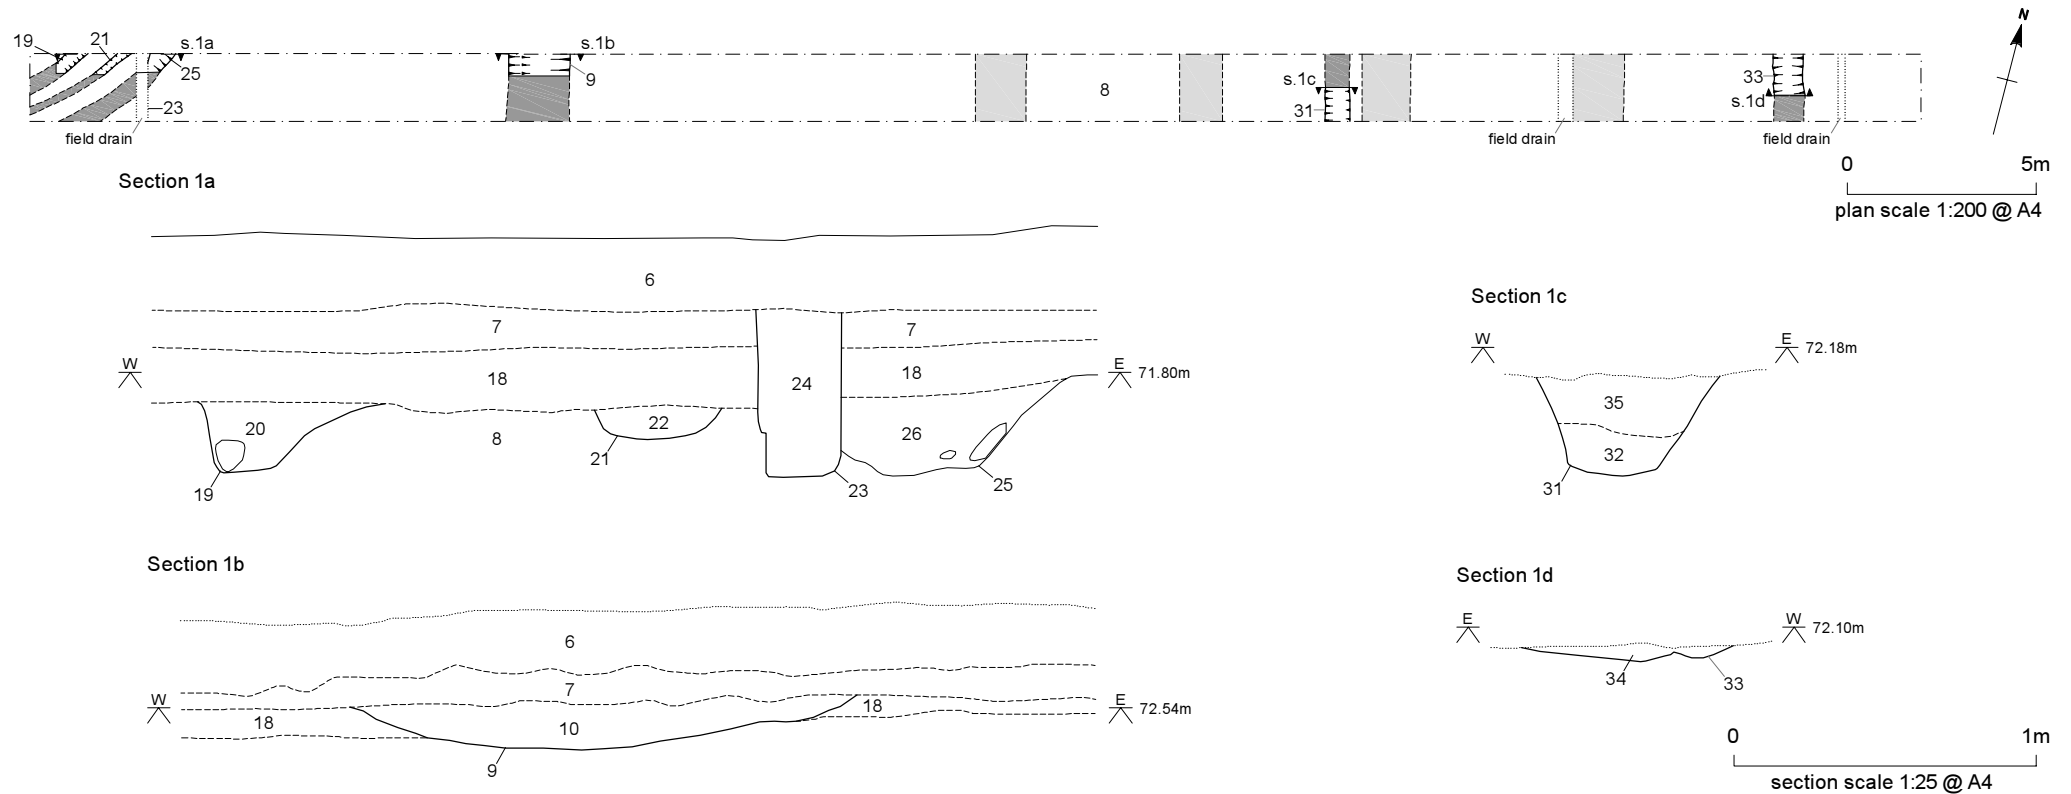 N
19
21
s.1a
25
23
field drain
s.1b
9
8
s.1c
31
field drain
33
s.1d
field drain
0 5m
plan scale 1:200 @ A4
Section 1a
6
7 7
W E 71.80m
18 24 18
20 8 22 26
21
19 23 25
Section 1c
W E 72.18m
35
32
31
Section 1b
6
7
W E 72.54m
18 10 18
9
Section 1d
E W 72.10m
34 33
0 1m
section scale 1:25 @ A4